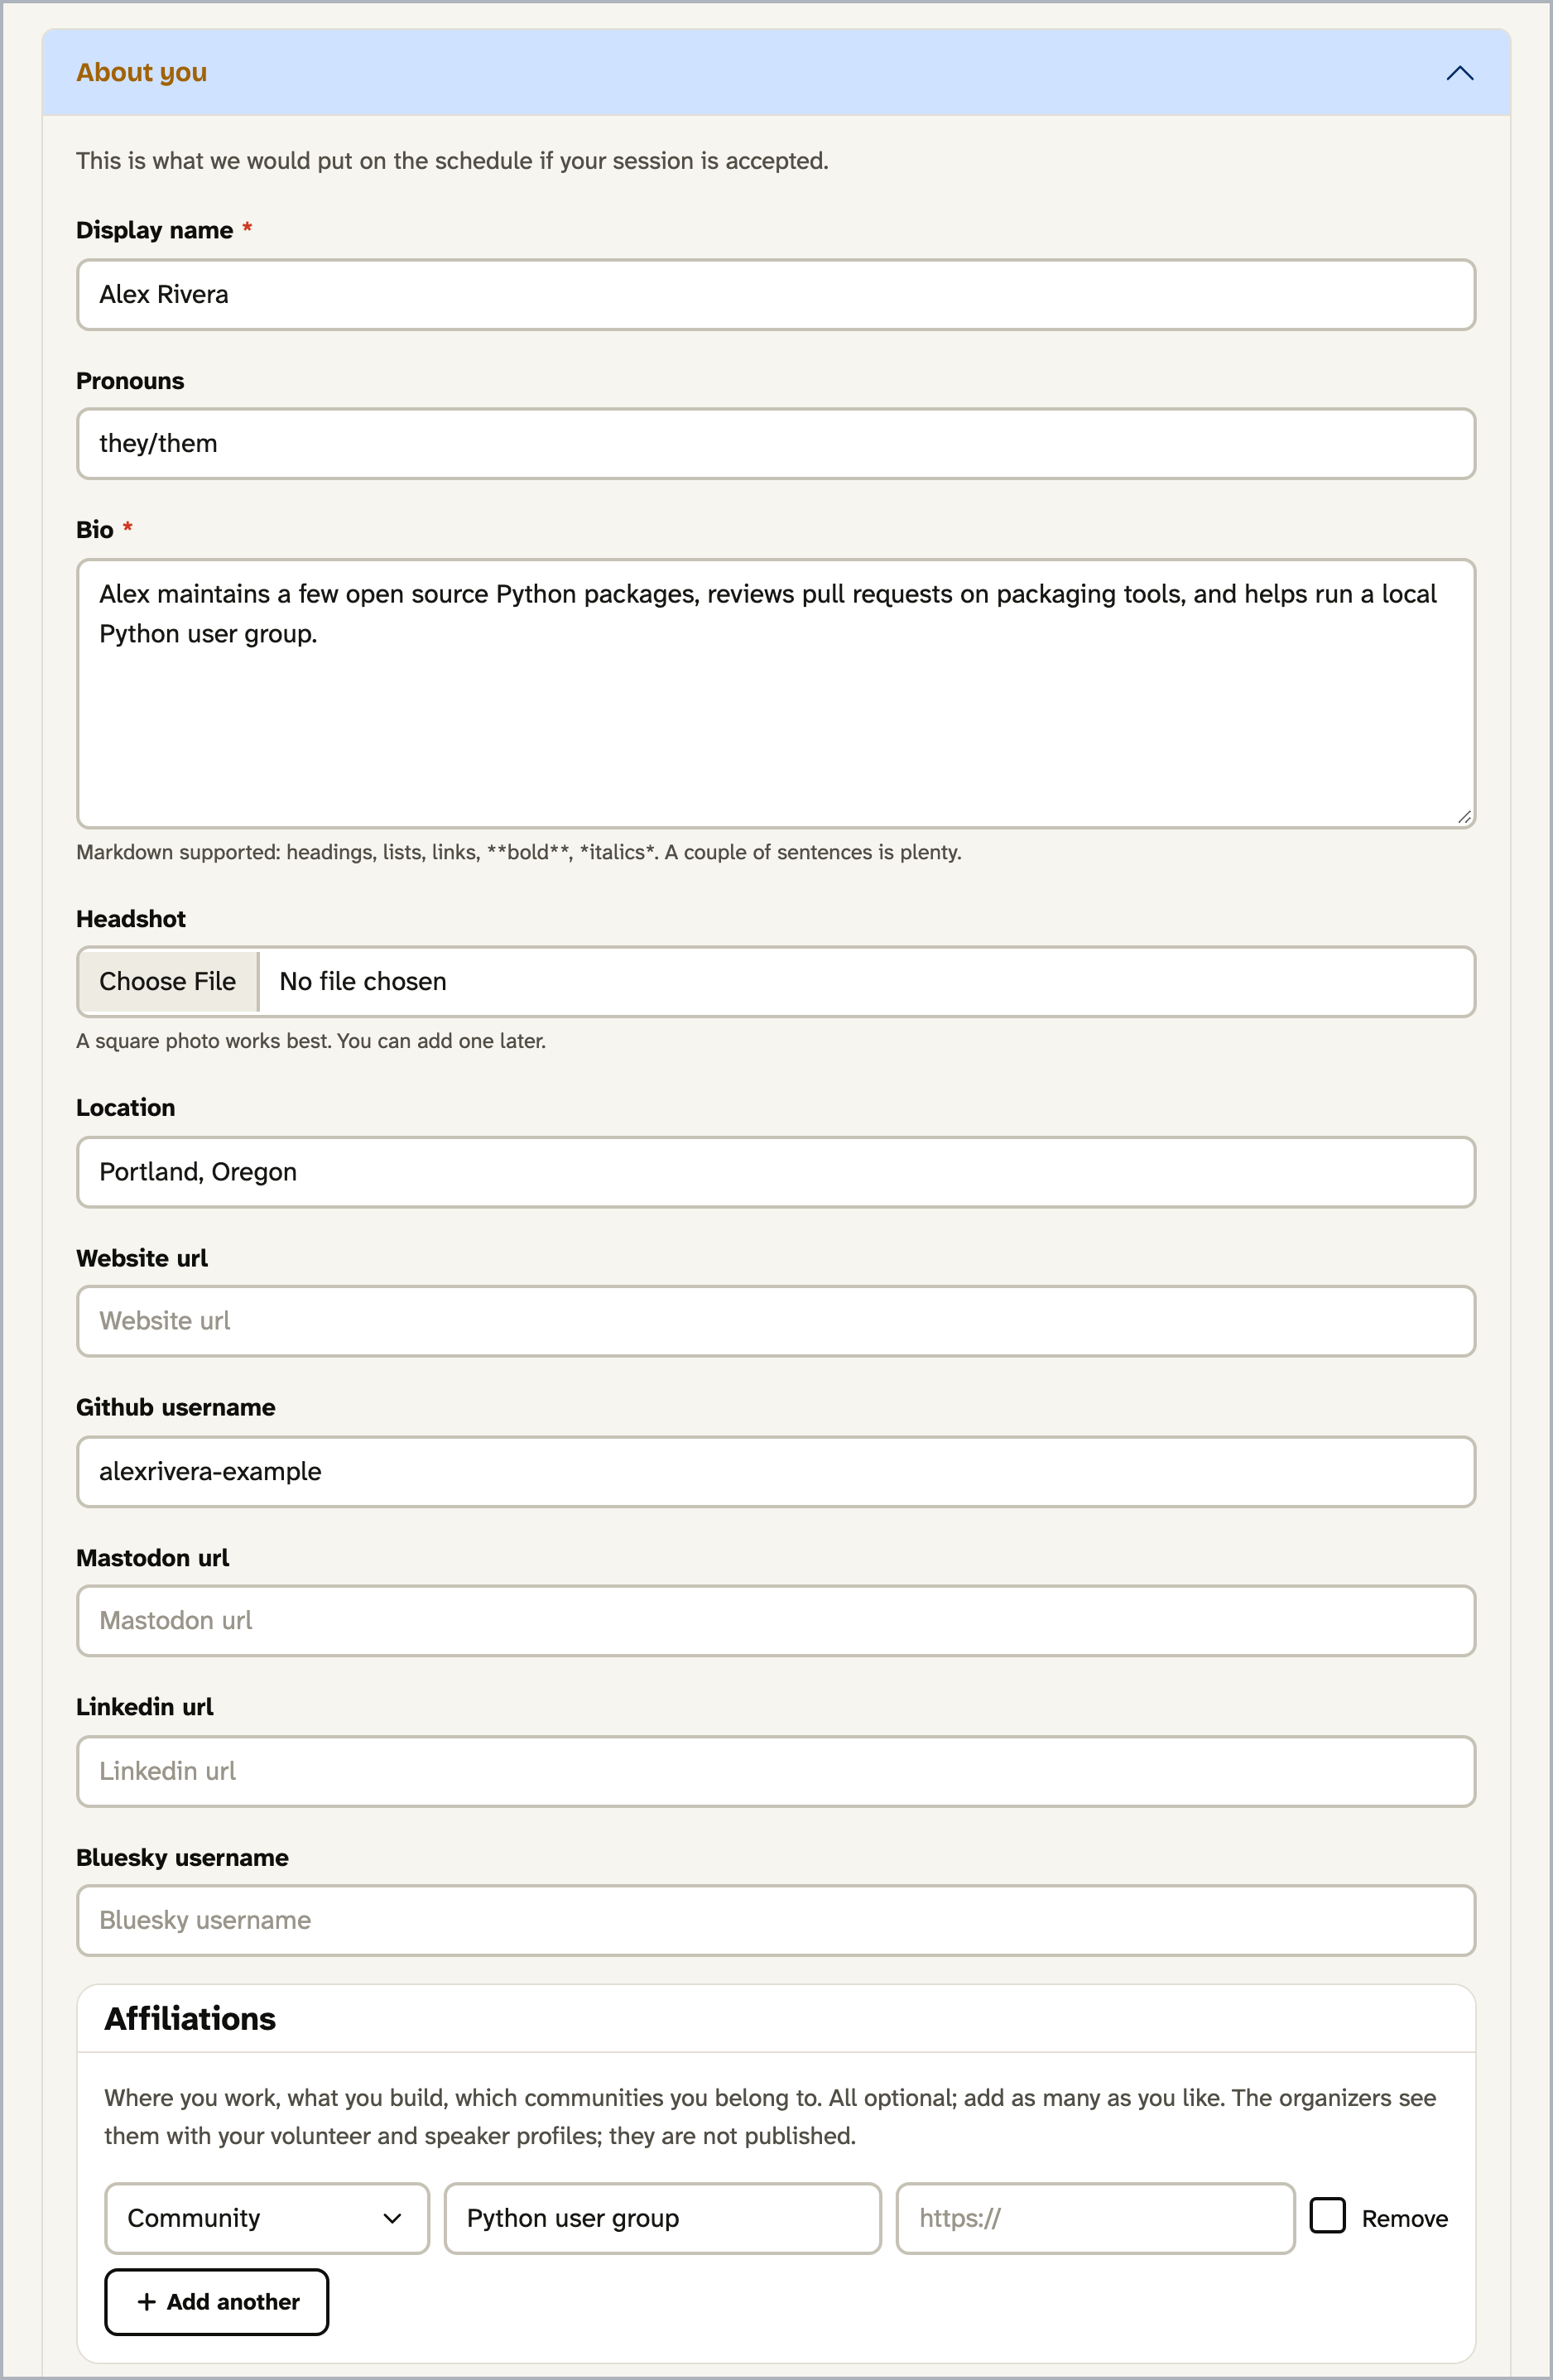 About you
This is what we would put on the schedule if your session is accepted.
Display name *
Alex Rivera
Pronouns
they/them
Bio *
Alex maintains a few open source Python packages, reviews pull requests on packaging tools, and helps run a local
Python user group.
Markdown supported: headings, lists, links, **bold**, *italics*. A couple of sentences is plenty.
Headshot
Choose File No file chosen
A square photo works best. You can add one later.
Location
Portland, Oregon
Website url
Website url
Github username
alexrivera-example
Mastodon url
Mastodon url
Linkedin url
Linkedin url
Bluesky username
Bluesky username
Affiliations
Where you work, what you build, which communities you belong to. All optional; add as many as you like. The organizers see
them with your volunteer and speaker profiles; they are not published.
Community Python user group https:// Remove
+ Add another